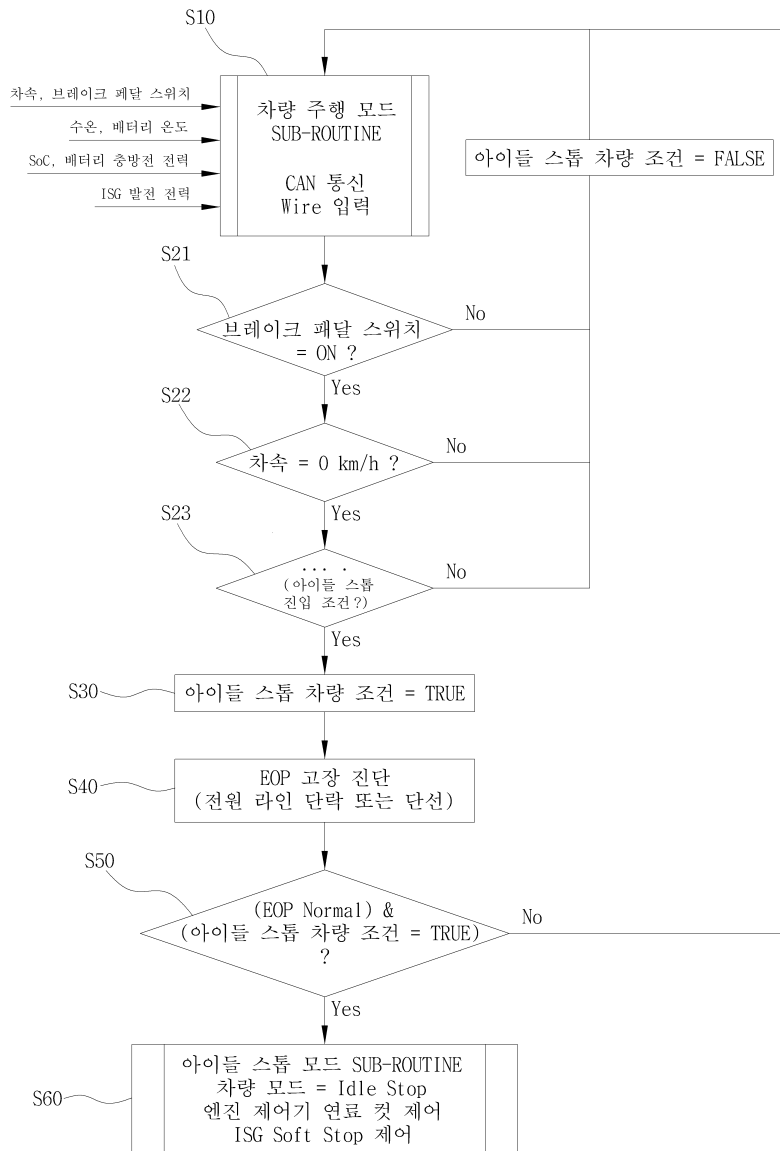 S10
차속, 브레이크 페달 스위치
수온, 배터리 온도
SoC, 배터리 충방전 전력
ISG 발전 전력
차량 주행 모드
SUB-ROUTINE
CAN 통신
Wire 입력
아이들 스톱 차량 조건 = FALSE
S21
브레이크 패달 스위치
= ON ?
No
Yes
S22
차속 = 0 km/h ?
No
Yes
S23
... .
(아이들 스톱
진입 조건?)
No
Yes
S30
아이들 스톱 차량 조건 = TRUE
S40
EOP 고장 진단
(전원 라인 단락 또는 단선)
S50
(EOP Normal) &
(아이들 스톱 차량 조건 = TRUE)
?
No
Yes
S60
아이들 스톱 모드 SUB-ROUTINE
차량 모드 = Idle Stop
엔진 제어기 연료 컷 제어
ISG Soft Stop 제어